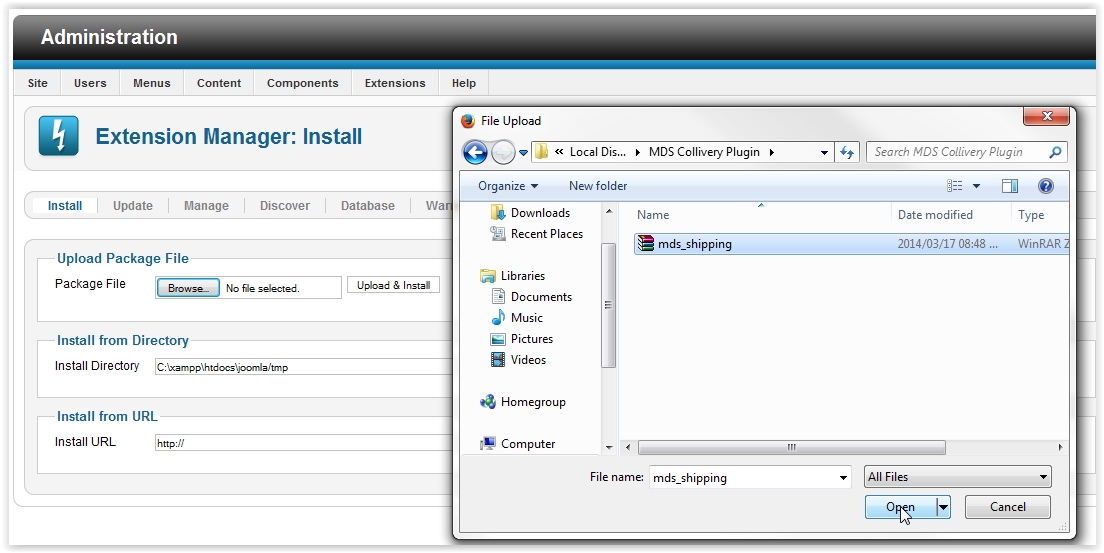 Administration
Site Users Menus Content Components Extensions Help
Extension Manager: Install
Install Update Manage Discover Database
Upload Package File
Package File Browse... No file selected. Upload & Install
Install from Directory
Install Directory C:\xampp\htdocs\joomla/tmp
Install from URL
Install URL http://
File Upload
« Local Dis... MDS Collivery Plugin Search MDS Collivery Plugin
Organize New folder
Downloads
Recent Places
Libraries
Documents
Music
Pictures
Videos
Homegroup
Computer
Name Date modified Type
mds_shipping 2014/03/17 08:48 ... WinRAR Z
File name: mds_shipping All Files
Open Cancel